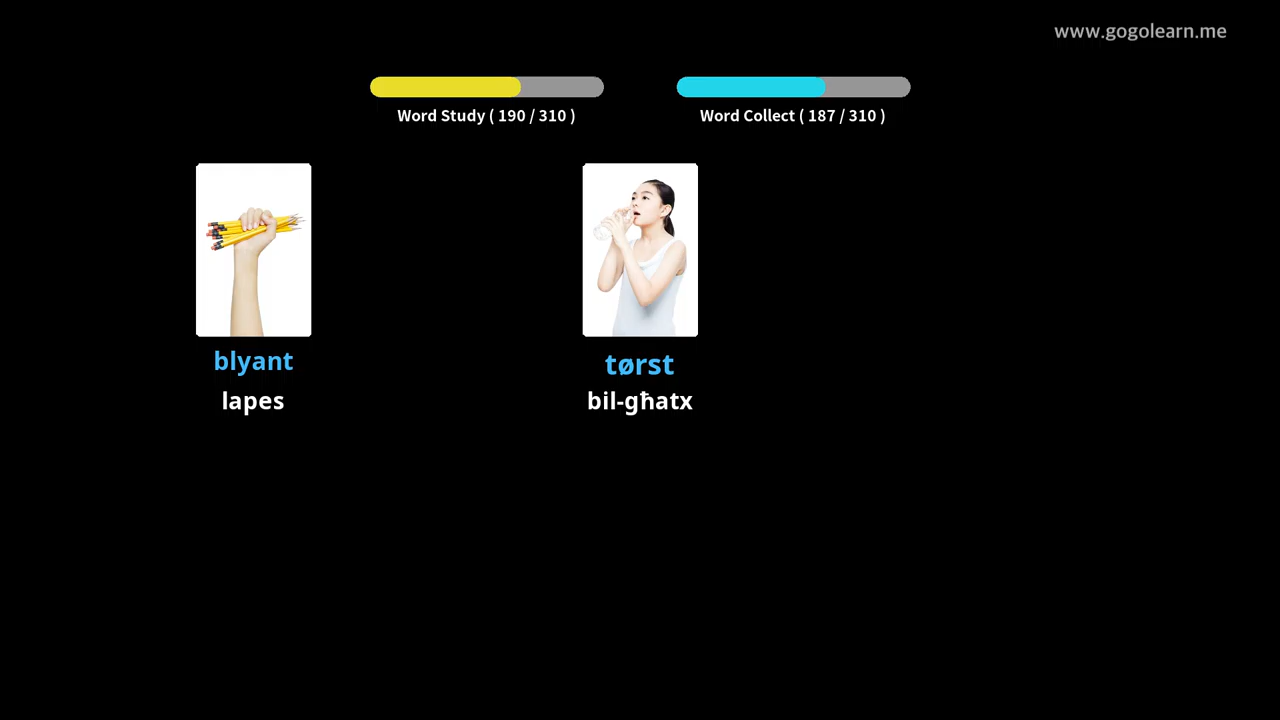 www.gogolearn.me
Word Study ( 190 / 310 )
Word Collect ( 187 / 310 )
blyant
lapes
tørst
bil-għatx